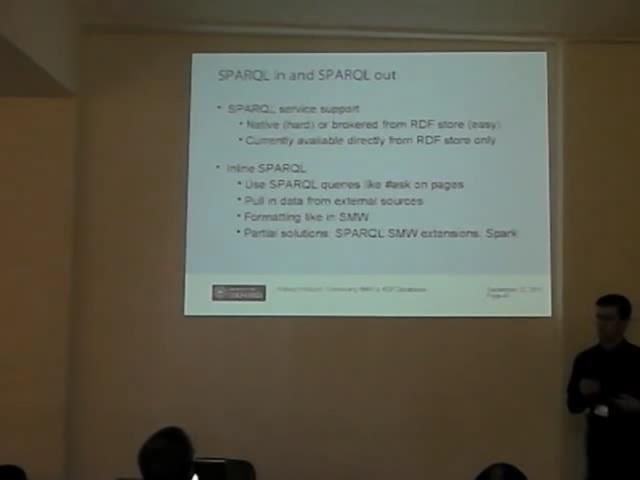 SPARQL in and SPARQL out
• SPARQL service support
• Native (hard) or brokered from RDF store (easy)
• Currently available directly from RDF store only
• Inline SPARQL
• Use SPARQL queries like #ask on pages
• Pull in data from external sources
• Formatting like in SMW
• Partial solutions: SPARQL SMW extensions, Spark
OXFORD